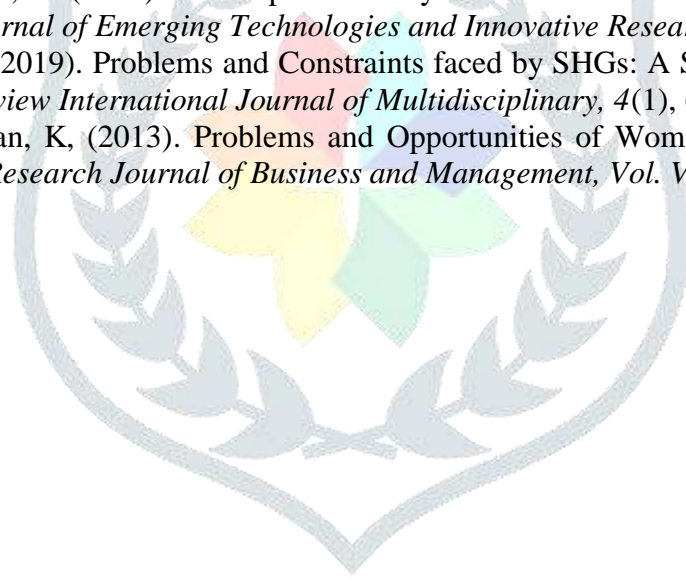 rnal of Emerging Technologies and Innovative Resear
2019). Problems and Constraints faced by SHGs: A S
view International Journal of Multidisciplinary, 4(1), (
an, K, (2013). Problems and Opportunities of Wom
Research Journal of Business and Management, Vol. V